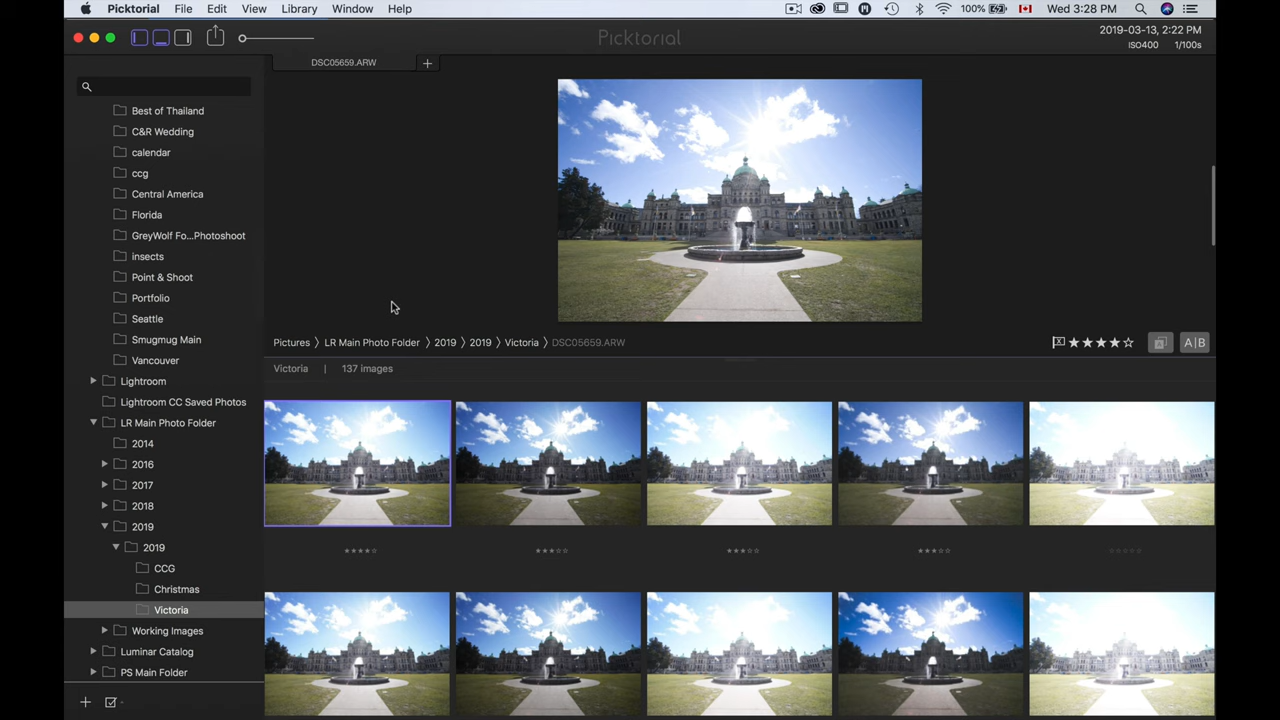 Picktorial File Edit View Library Window Help 100% Wed 3:28 PM
Picktorial
2019-03-13, 2:22 PM
ISO400 1/100s
DSC05659.ARW +
Best of Thailand
C&R Wedding
calendar
ccg
Central America
Florida
GreyWolf Fo...Photoshoot
insects
Point & Shoot
Portfolio
Seattle
Smugmug Main
Vancouver
Lightroom
Lightroom CC Saved Photos
LR Main Photo Folder
2014
2016
2017
2018
2019
2019
CCG
Christmas
Victoria
Working Images
Luminar Catalog
PS Main Folder
Pictures 〉 LR Main Photo Folder 〉 2019 〉 2019 〉 Victoria 〉 DSC05659.ARW ★★★★☆ A|B
Victoria | 137 images
★★★★☆ ★★★☆☆ ★★★☆☆ ★★★☆☆ ☆☆☆☆☆